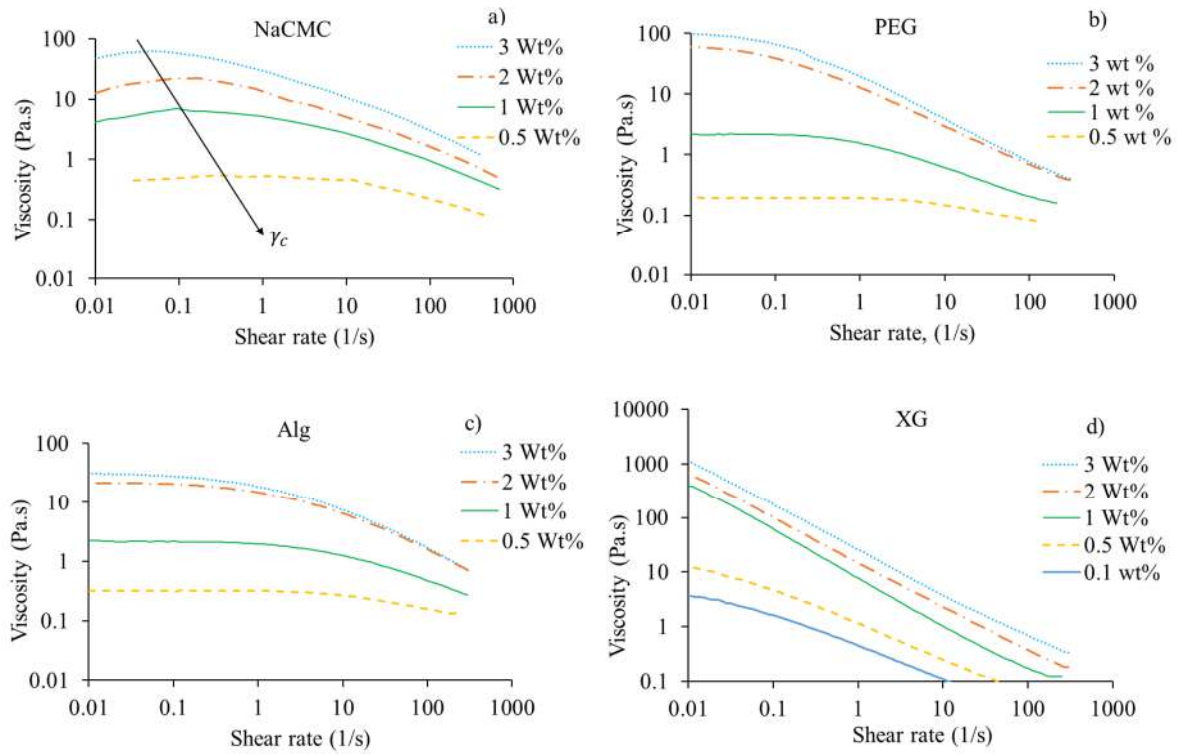 NaCMC
a)
3 Wt%
2 Wt%
1 Wt%
0.5 Wt%
Viscosity (Pa.s)
100
10
1
0.1
0.01
γc
0.01 0.1 1 10 100 1000
Shear rate (1/s)
PEG
b)
3 wt %
2 wt %
1 wt %
0.5 wt %
Viscosity (Pa.s)
100
10
1
0.1
0.01
0.01 0.1 1 10 100 1000
Shear rate, (1/s)
Alg
c)
3 Wt%
2 Wt%
1 Wt%
0.5 Wt%
Viscosity (Pa.s)
100
10
1
0.1
0.01
0.01 0.1 1 10 100 1000
Shear rate (1/s)
XG
d)
3 Wt%
2 Wt%
1 Wt%
0.5 Wt%
0.1 wt%
Viscosity (Pa.s)
10000
1000
100
10
1
0.1
0.01 0.1 1 10 100 1000
Shear rate (1/s)